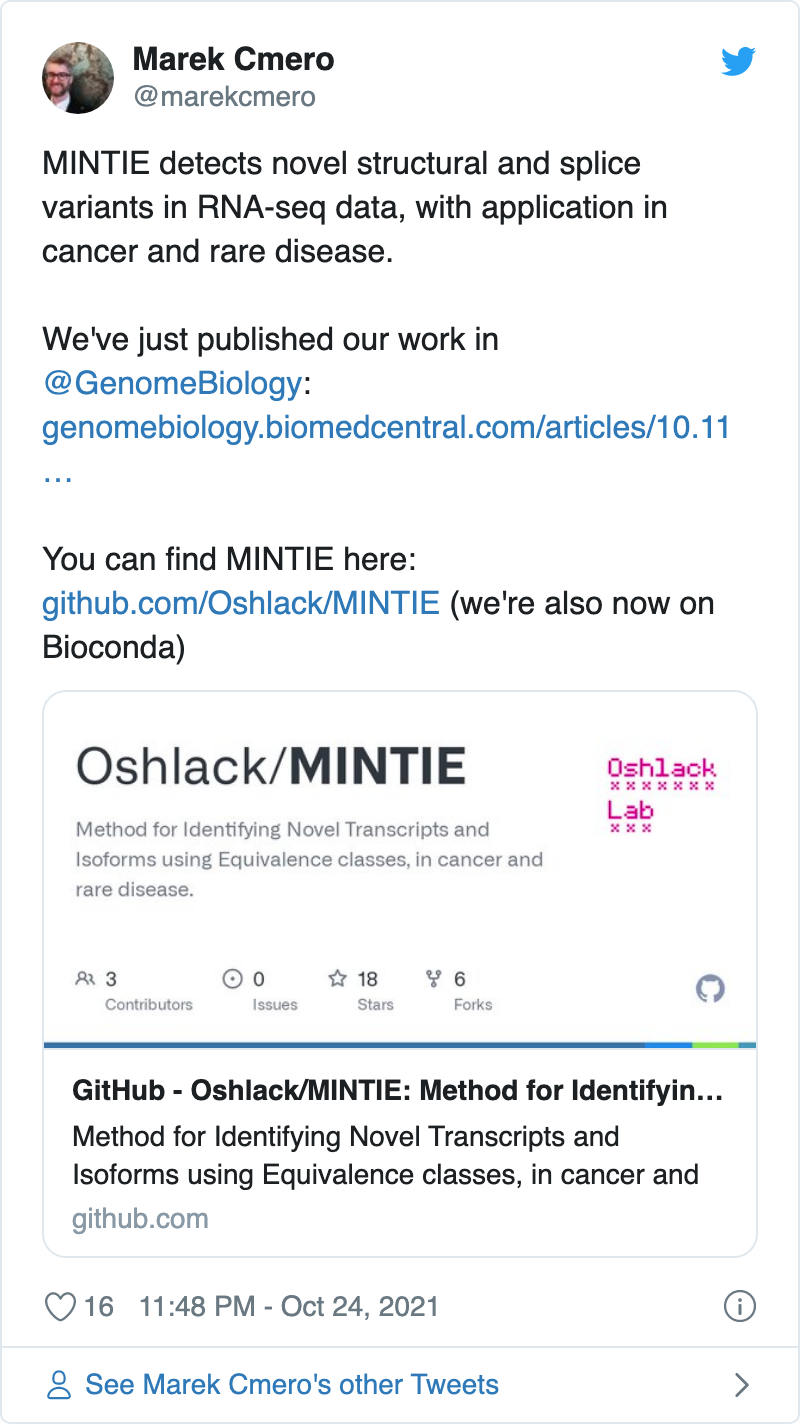 Marek Cmero
@marekcmero
MINTIE detects novel structural and splice
variants in RNA-seq data, with application in
cancer and rare disease.
We've just published our work in
@GenomeBiology:
genomebiology.biomedcentral.com/articles/10.11
…
You can find MINTIE here:
github.com/Oshlack/MINTIE (we're also now on
Bioconda)
Oshlack/MINTIE
Oshlack
Lab
Method for Identifying Novel Transcripts and
Isoforms using Equivalence classes, in cancer and
rare disease.
3 0 18 6
Contributors Issues Stars Forks
GitHub - Oshlack/MINTIE: Method for Identifyin…
Method for Identifying Novel Transcripts and
Isoforms using Equivalence classes, in cancer and
github.com
16 11:48 PM - Oct 24, 2021
See Marek Cmero's other Tweets